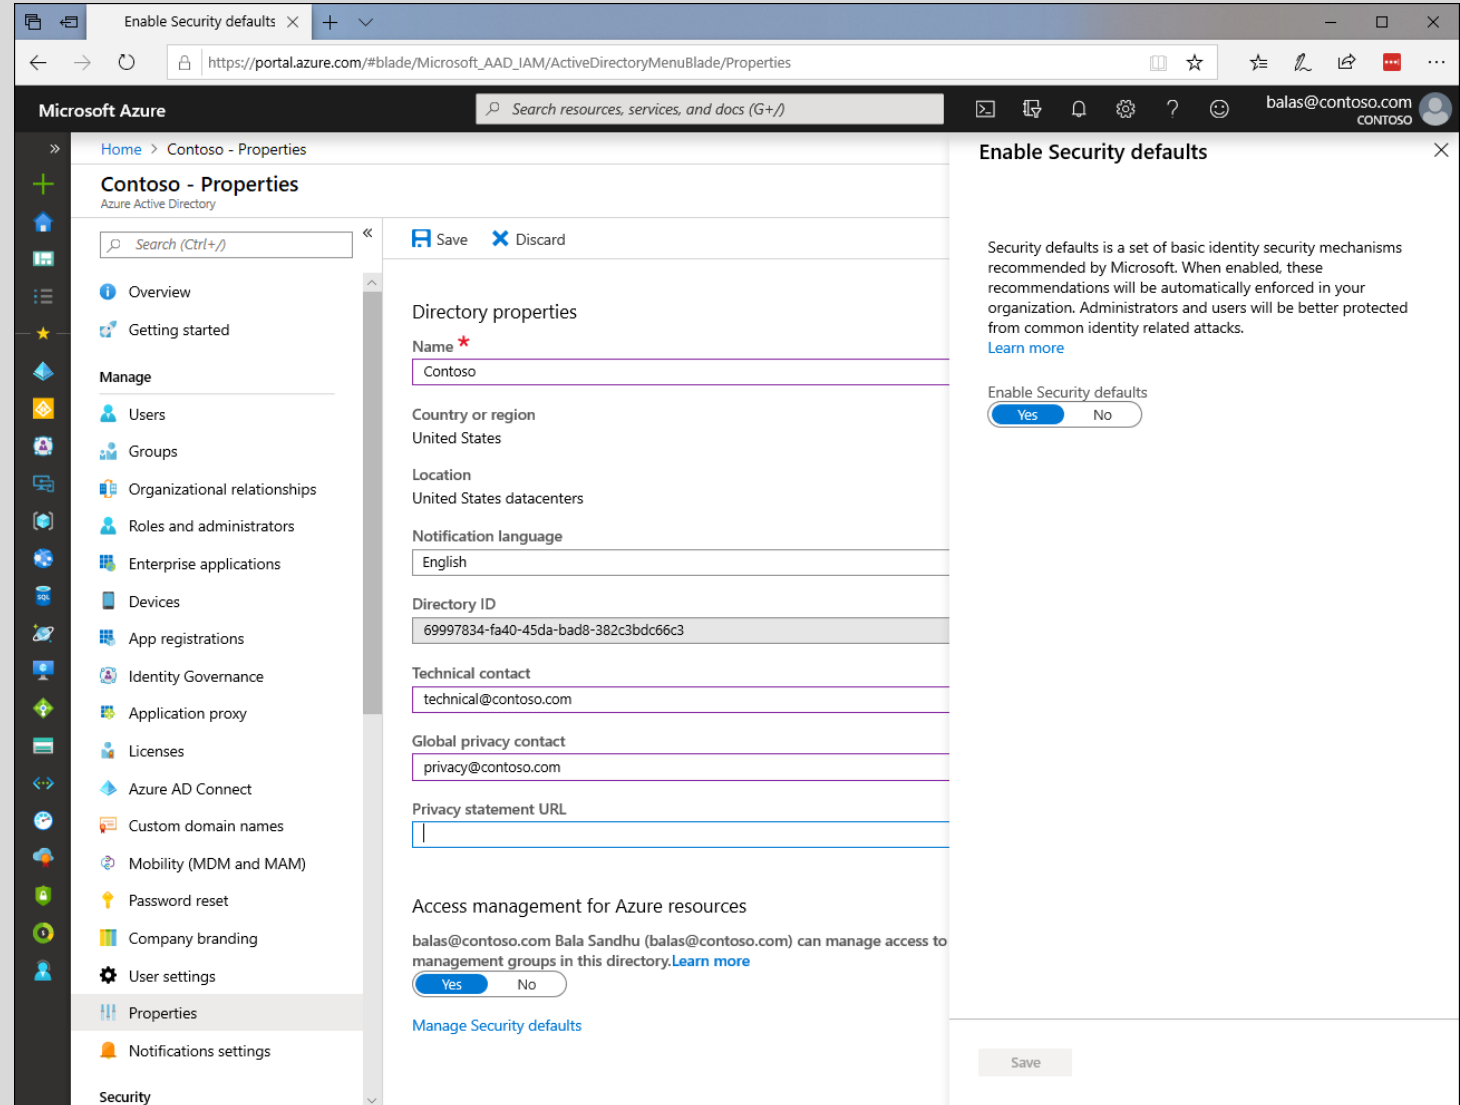 Enable Security defaults
https://portal.azure.com/#blade/Microsoft_AAD_IAM/ActiveDirectoryMenuBlade/Properties
Microsoft Azure
Search resources, services, and docs (G+/)
balas@contoso.com
CONTOSO
Home > Contoso - Properties
Contoso - Properties
Azure Active Directory
Search (Ctrl+/)
Overview
Getting started
Manage
Users
Groups
Organizational relationships
Roles and administrators
Enterprise applications
Devices
App registrations
Identity Governance
Application proxy
Licenses
Azure AD Connect
Custom domain names
Mobility (MDM and MAM)
Password reset
Company branding
User settings
Properties
Notifications settings
Security
Save
Discard
Directory properties
Name *
Contoso
Country or region
United States
Location
United States datacenters
Notification language
English
Directory ID
69997834-fa40-45da-bad8-382c3bdc66c3
Technical contact
technical@contoso.com
Global privacy contact
privacy@contoso.com
Privacy statement URL
Access management for Azure resources
balas@contoso.com Bala Sandhu (balas@contoso.com) can manage access to
management groups in this directory.Learn more
Yes No
Manage Security defaults
Enable Security defaults
Security defaults is a set of basic identity security mechanisms
recommended by Microsoft. When enabled, these
recommendations will be automatically enforced in your
organization. Administrators and users will be better protected
from common identity related attacks.
Learn more
Enable Security defaults
Yes No
Save